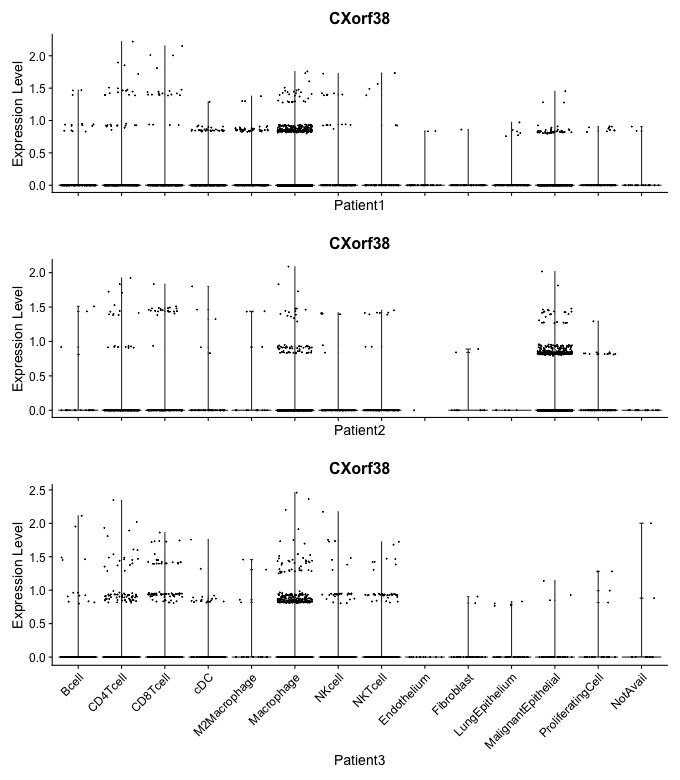 CXorf38
Expression Level
2.0
1.5
1.0
0.5
0.0
Patient1
CXorf38
Expression Level
2.0
1.5
1.0
0.5
0.0
Patient2
CXorf38
Expression Level
2.5
2.0
1.5
1.0
0.5
0.0
Bcell
CD4Tcell
CD8Tcell
cDC
M2Macrophage
Macrophage
NKcell
NKTcell
Endothelium
Fibroblast
LungEpithelium
MalignantEpithelial
ProliferatingCell
NotAvail
Patient3